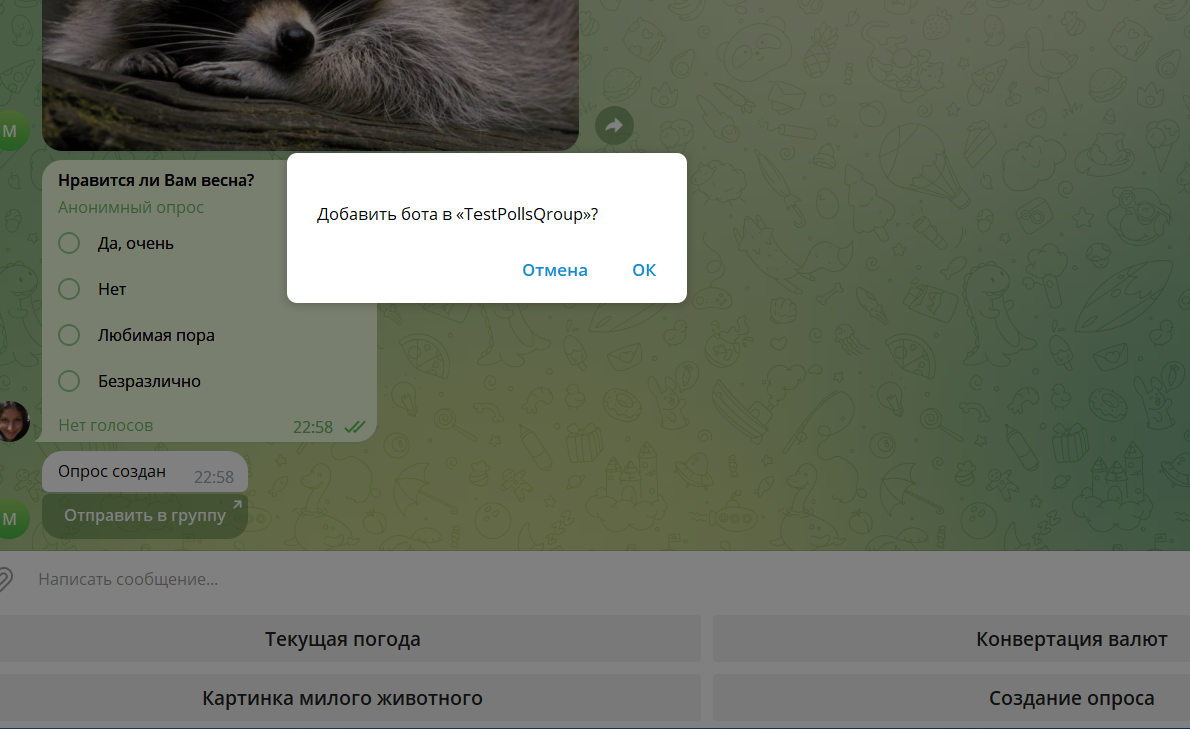 M
Нравится ли Вам весна?
Анонимный опрос
Да, очень
Нет
Любимая пора
Безразлично
Нет голосов 22:58
Добавить бота в «TestPollsQroup»?
Отмена ОК
Опрос создан 22:58
M
Отправить в группу
Написать сообщение...
Текущая погода Конвертация валют
Картинка милого животного Создание опроса